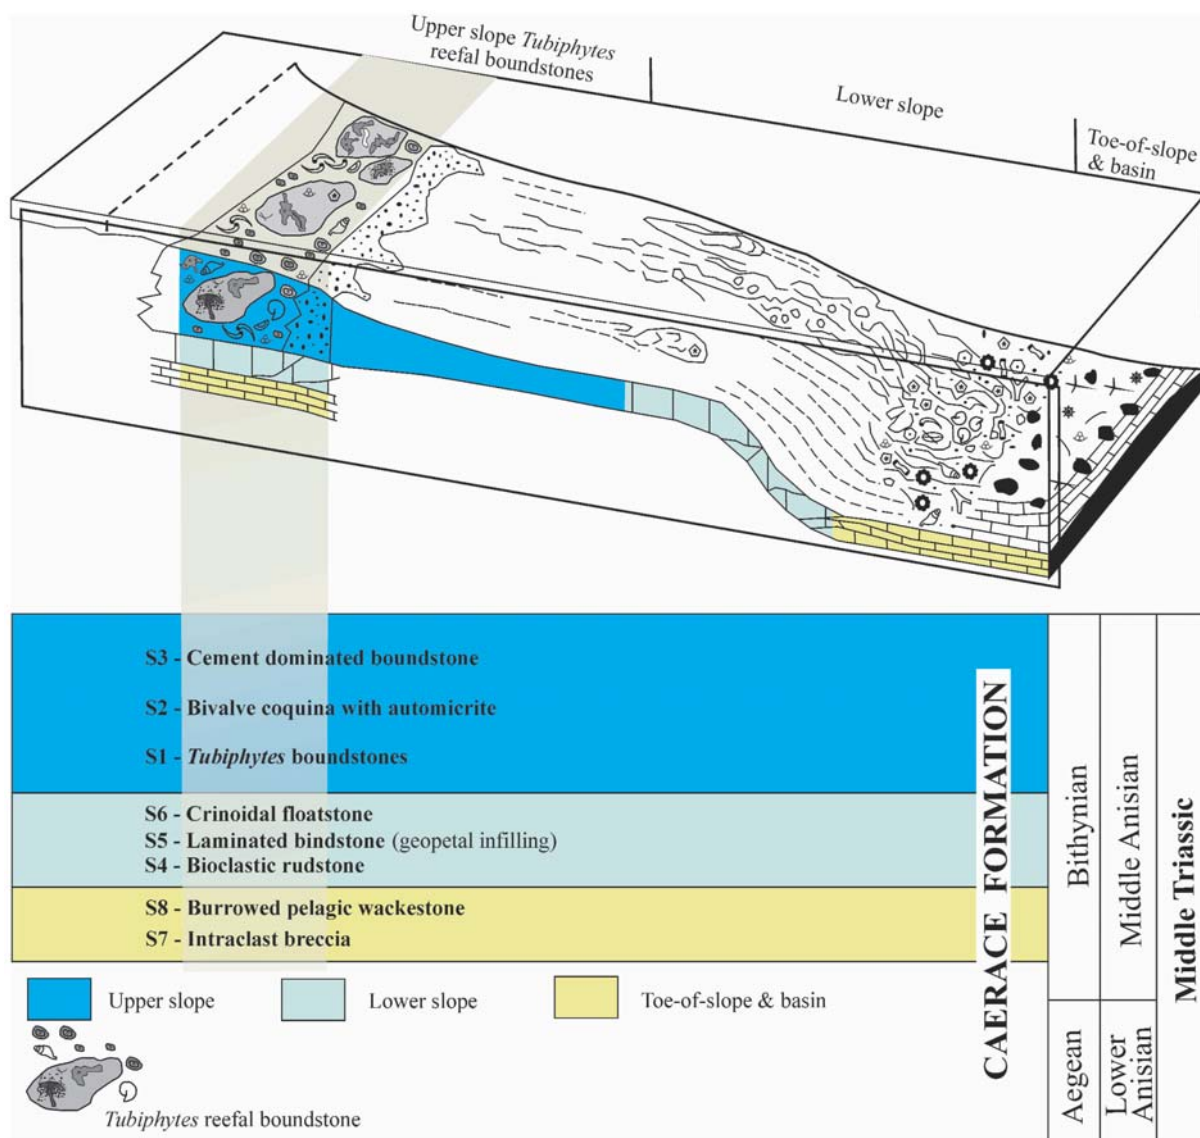 Upper slope Tubiphytes
reefal boundstones
Lower slope
Toe-of-slope
& basin
S3 - Cement dominated boundstone
S2 - Bivalve coquina with automicrite
S1 - Tubiphytes boundstones
S6 - Crinoidal floatstone
S5 - Laminated bindstone (geopetal infilling)
S4 - Bioclastic rudstone
S8 - Burrowed pelagic wackestone
S7 - Intraclast breccia
CAERACE FORMATION
Bithynian
Middle Anisian
Middle Triassic
Aegean
Lower
Anisian
Upper slope
Lower slope
Toe-of-slope & basin
Tubiphytes reefal boundstone